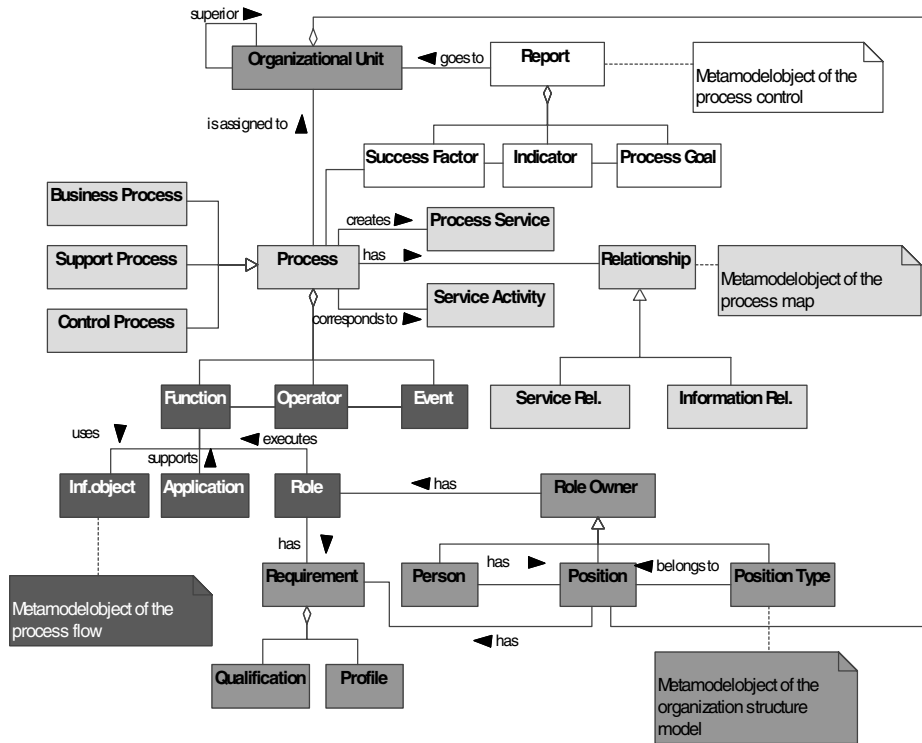 superior
Organizational Unit
goes to
Report
Metamodelobject of the
process control
is assigned to
Success Factor
Indicator
Process Goal
Business Process
creates
Process Service
Support Process
Process
has
Relationship
Metamodelobject of the
process map
Service Activity
Control Process
corresponds to
Function
Operator
Event
Service Rel.
Information Rel.
uses
executes
supports
Inf.object
Application
Role
has
Role Owner
has
has
belongs to
Requirement
Person
Position
Position Type
Metamodelobject of the
process flow
has
Qualification
Profile
Metamodelobject of the
organization structure
model